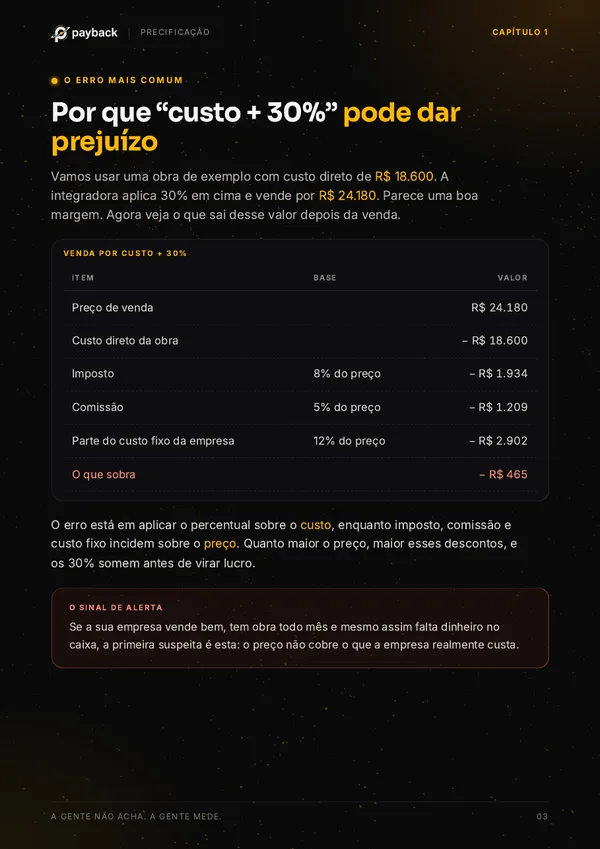 payback PRECIFICAÇÃO CAPÍTULO 1
O ERRO MAIS COMUM
Por que “custo + 30%” pode dar
prejuízo
Vamos usar uma obra de exemplo com custo direto de R$ 18.600. A
integradora aplica 30% em cima e vende por R$ 24.180. Parece uma boa
margem. Agora veja o que sai desse valor depois da venda.
VENDA POR CUSTO + 30%
ITEM BASE VALOR
Preço de venda R$ 24.180
Custo direto da obra − R$ 18.600
Imposto 8% do preço − R$ 1.934
Comissão 5% do preço − R$ 1.209
Parte do custo fixo da empresa 12% do preço − R$ 2.902
O que sobra − R$ 465
O erro está em aplicar o percentual sobre o custo, enquanto imposto, comissão e
custo fixo incidem sobre o preço. Quanto maior o preço, maior esses descontos, e
os 30% somem antes de virar lucro.
O SINAL DE ALERTA
Se a sua empresa vende bem, tem obra todo mês e mesmo assim falta dinheiro no
caixa, a primeira suspeita é esta: o preço não cobre o que a empresa realmente custa.
A GENTE NÃO ACHA. A GENTE MEDE. 03